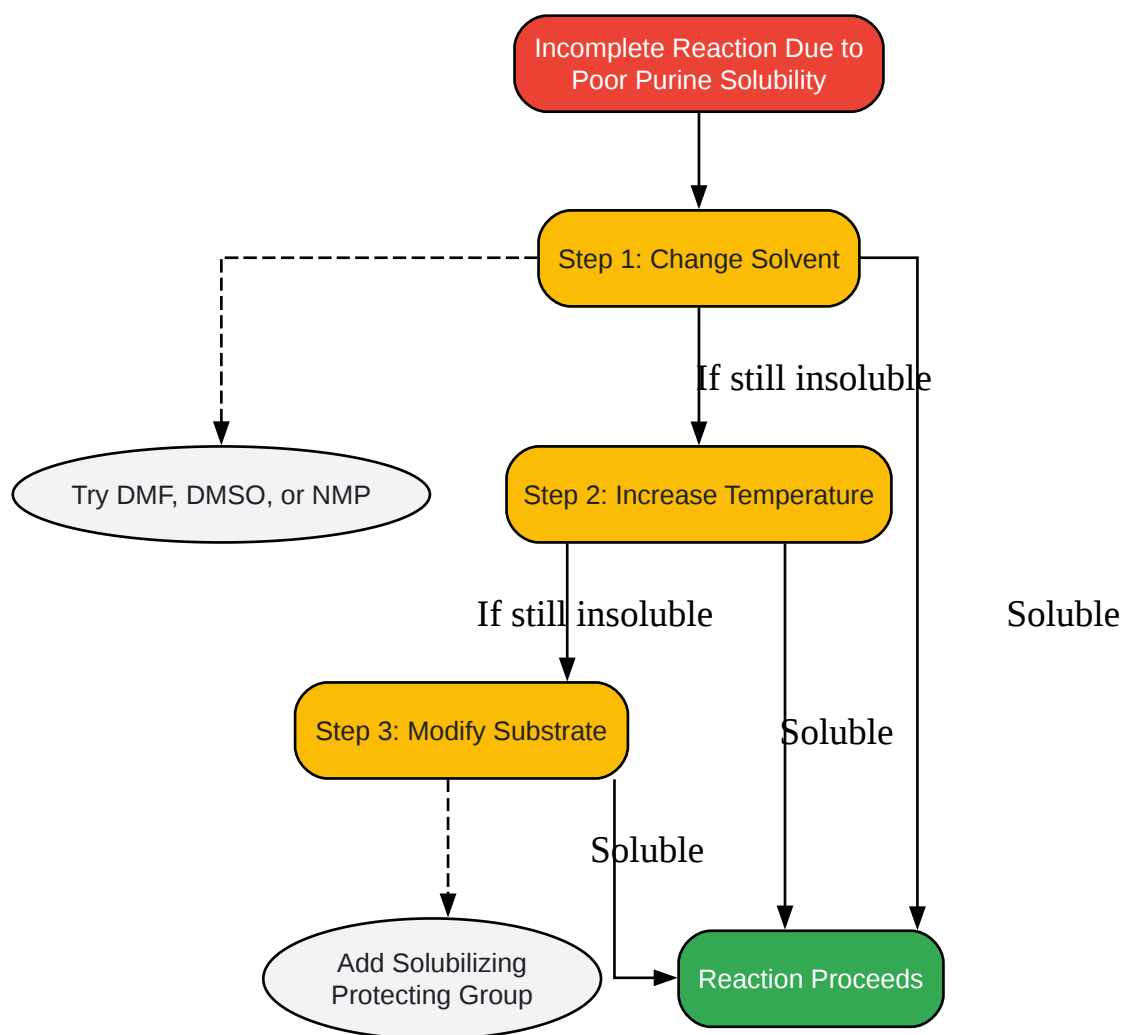 Incomplete Reaction Due to
Poor Purine Solubility
Step 1: Change Solvent
If still insoluble
Try DMF, DMSO, or NMP
Step 2: Increase Temperature
If still insoluble
Soluble
Step 3: Modify Substrate
Soluble
Soluble
Add Solubilizing
Protecting Group
Reaction Proceeds